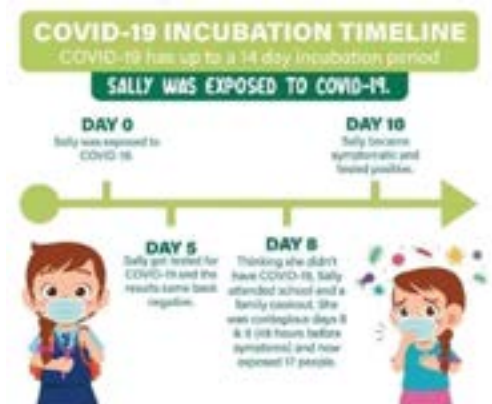 COVID-19 INCUBATION TIMELINE
COVID-19 has up to a 14 day incubation period
SALLY WAS EXPOSED TO COVID-19.
DAY 0
Sally was exposed to
COVID-19
DAY 10
Sally became
symptomatic and
tested positive.
DAY 5
Sally got tested for
COVID-19 and the
results came back
negative.
DAY 8
Thinking she didn't
have COVID-19, Sally
attended school and a
family cookout. She
was contagious days 8
& 9 (48 hours before
symptoms) and now
exposed 17 people.